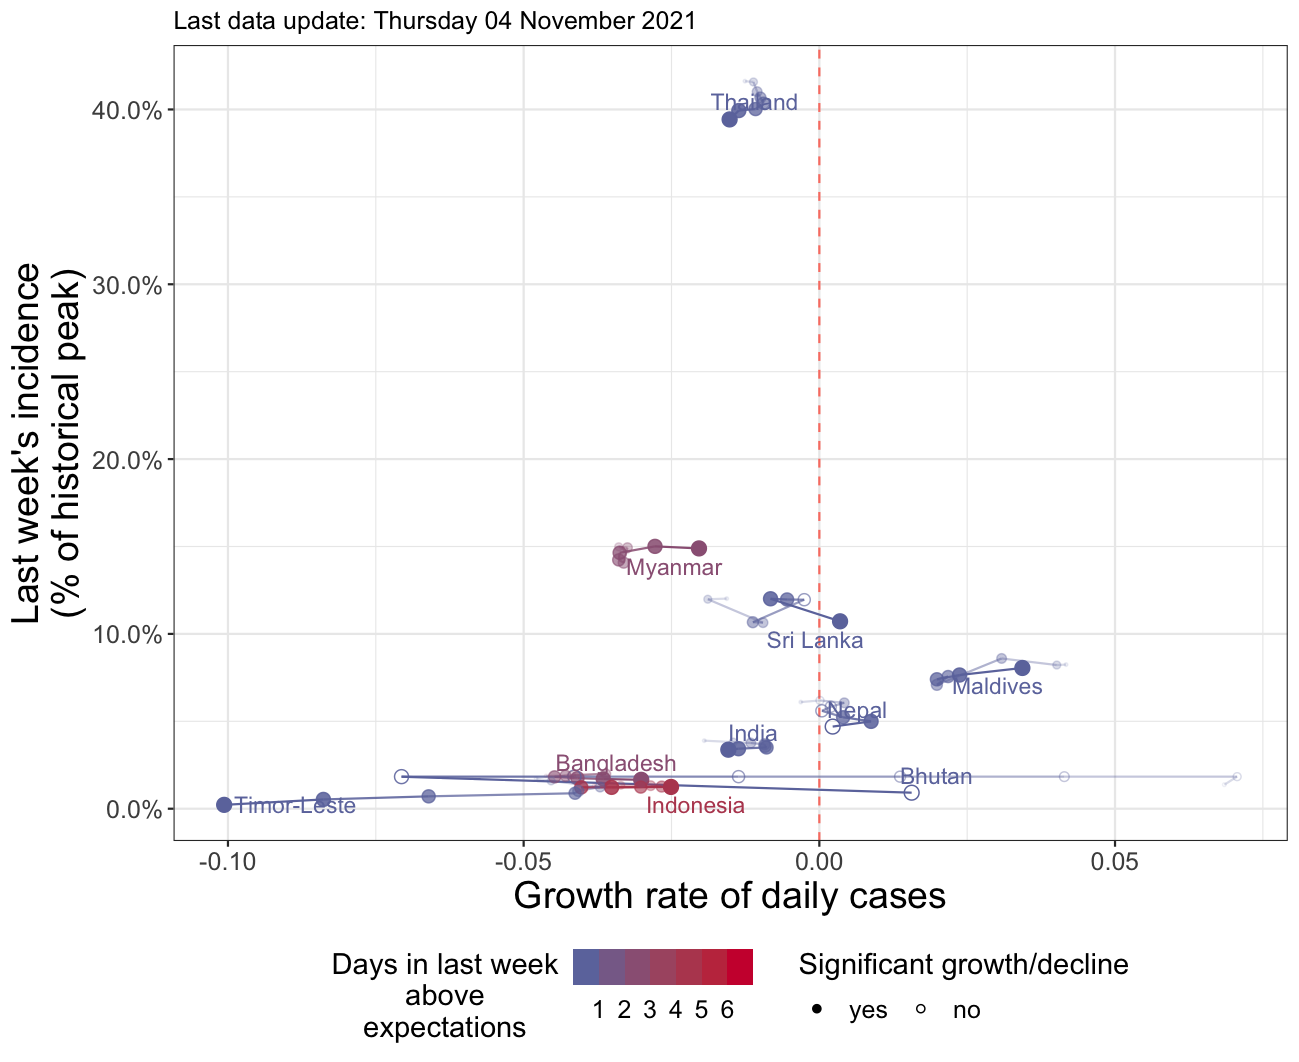 Last data update: Thursday 04 November 2021
Last week's incidence
(% of historical peak)
40.0%
30.0%
20.0%
10.0%
0.0%
Thailand
Myanmar
Sri Lanka
Maldives
Nepal
India
Bangladesh
Bhutan
Timor-Leste
Indonesia
-0.10
-0.05
0.00
0.05
Growth rate of daily cases
Days in last week
above
expectations
1 2 3 4 5 6
Significant growth/decline
yes
no